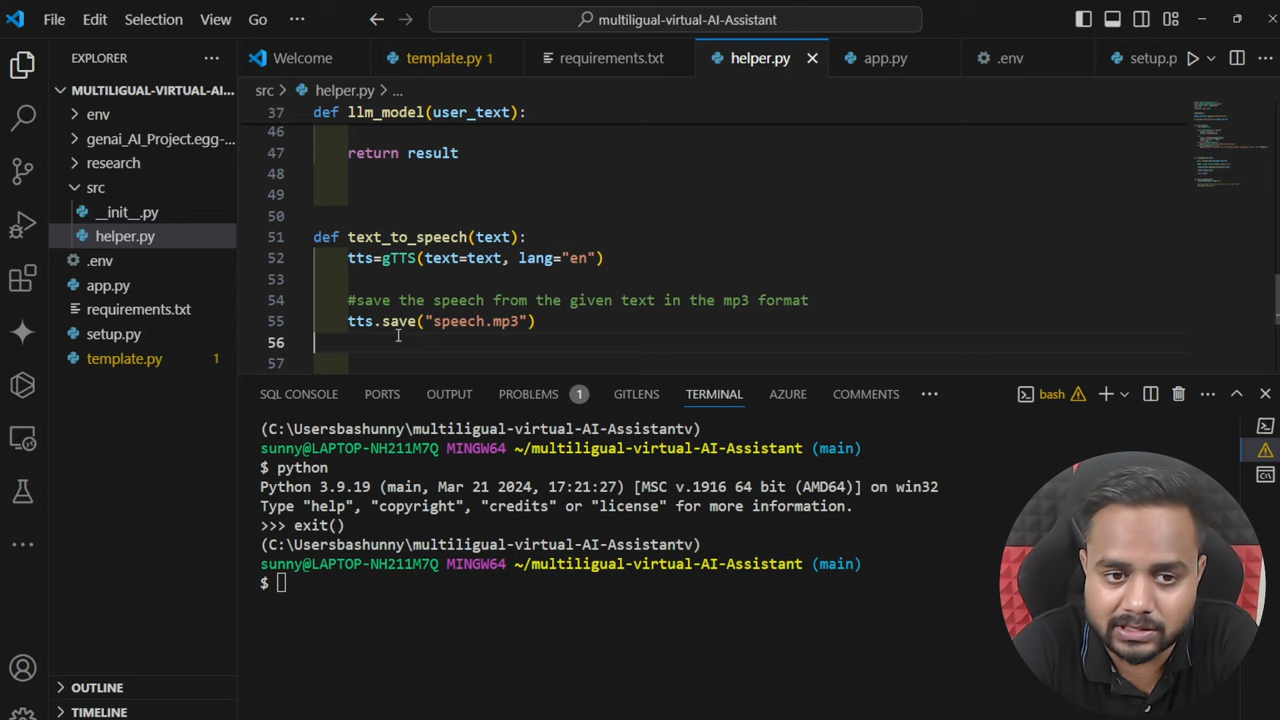 File Edit Selection View Go ... multiligual-virtual-AI-Assistant
EXPLORER ... Welcome template.py 1 requirements.txt helper.py app.py .env setup.p
MULTILIGUAL-VIRTUAL-AI-...
env
genai_AI_Project.egg-...
research
src
__init__.py
helper.py
.env
app.py
requirements.txt
setup.py
template.py 1
OUTLINE
TIMELINE
src > helper.py > ...
37 def llm_model(user_text):
46
47 return result
48
49
50
51 def text_to_speech(text):
52 tts=gTTS(text=text, lang="en")
53
54 #save the speech from the given text in the mp3 format
55 tts.save("speech.mp3")
56
57
SQL CONSOLE PORTS OUTPUT PROBLEMS 1 GITLENS TERMINAL AZURE COMMENTS ... bash
(C:\Usersbashunny\multiligual-virtual-AI-Assistantv)
sunny@LAPTOP-NH211M7Q MINGW64 ~/multiligual-virtual-AI-Assistant (main)
$ python
Python 3.9.19 (main, Mar 21 2024, 17:21:27) [MSC v.1916 64 bit (AMD64)] on win32
Type "help", "copyright", "credits" or "license" for more information.
>>> exit()
(C:\Usersbashunny\multiligual-virtual-AI-Assistantv)
sunny@LAPTOP-NH211M7Q MINGW64 ~/multiligual-virtual-AI-Assistant (main)
$